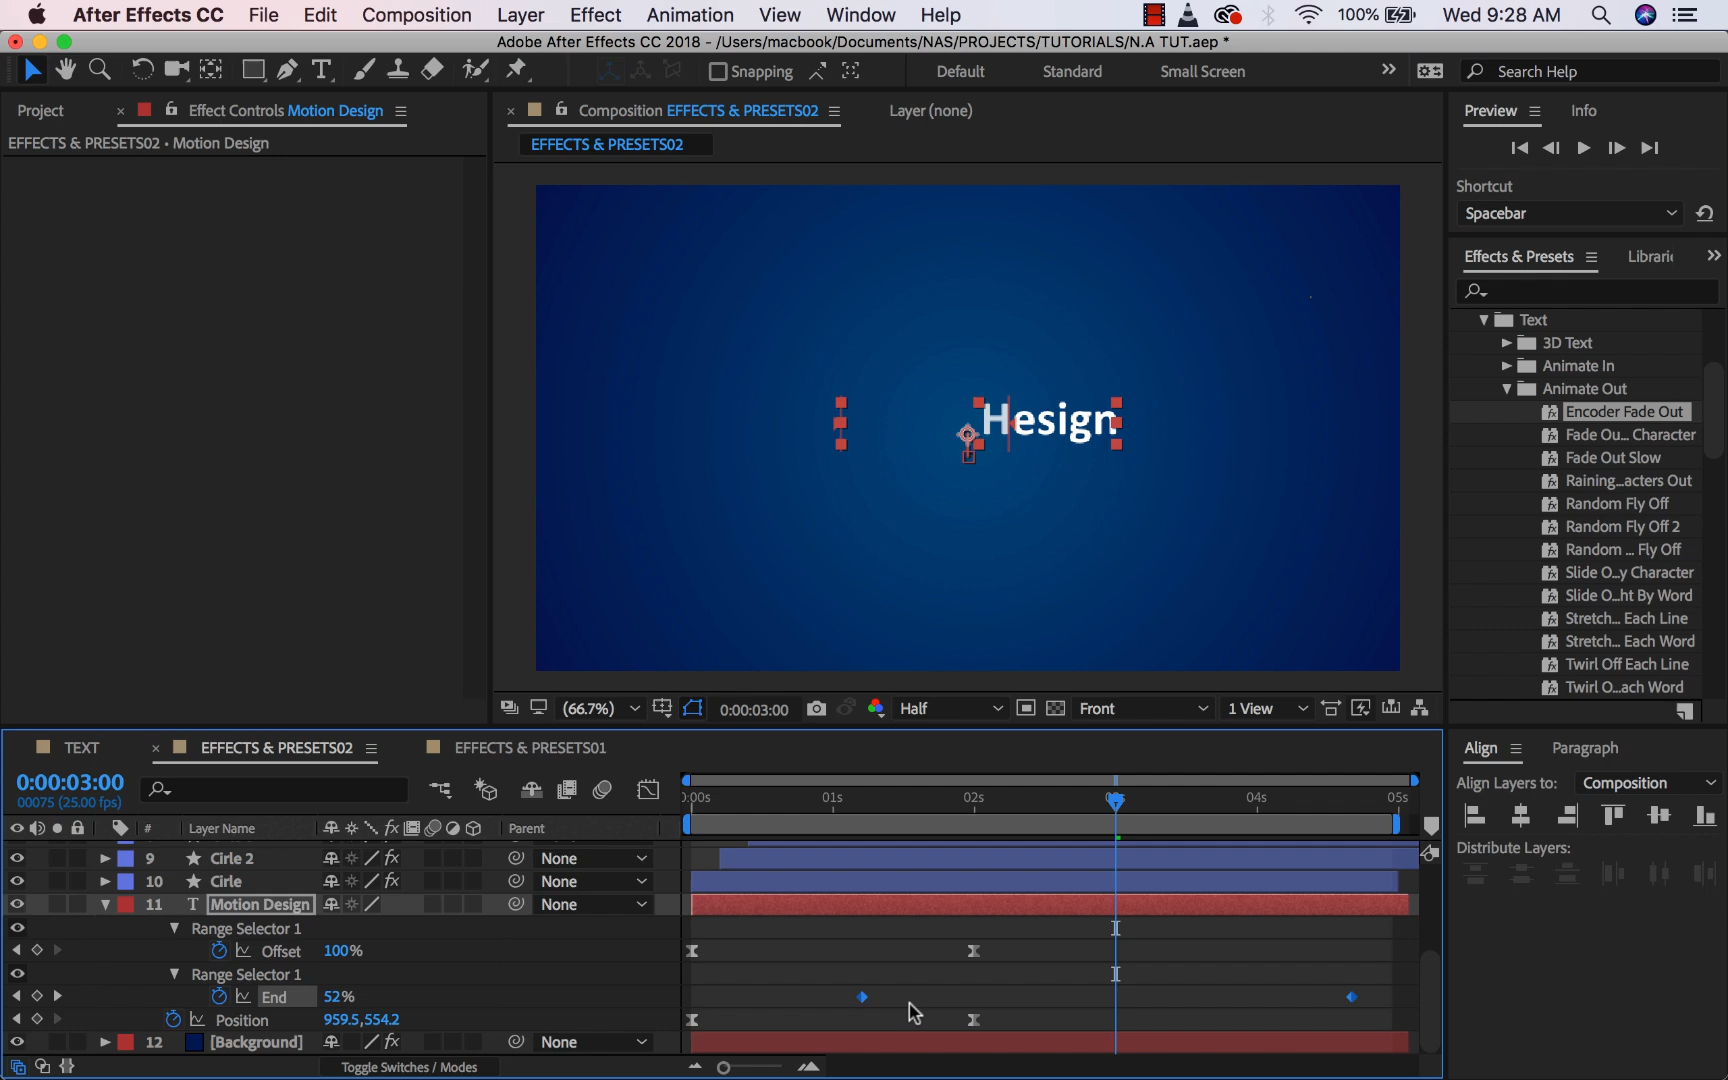 After Effects CC File Edit Composition Layer Effect Animation View Window Help 100% Wed 9:28 AM
Adobe After Effects CC 2018 - /Users/macbook/Documents/NAS/PROJECTS/TUTORIALS/N.A TUT.aep *
Snapping Default Standard Small Screen Search Help
Project Effect Controls Motion Design Composition EFFECTS & PRESETS02 Layer (none) Preview Info
EFFECTS & PRESETS02 • Motion Design EFFECTS & PRESETS02
Shortcut
Spacebar
Effects & Presets Librari
Text
3D Text
Animate In
Animate Out
Encoder Fade Out
Fade Ou... Character
Fade Out Slow
Raining...acters Out
Random Fly Off
Random Fly Off 2
Random ... Fly Off
Slide O...y Character
Slide O...ht By Word
Stretch... Each Line
Stretch... Each Word
Twirl Off Each Line
Twirl O...ach Word
Hesign
(66.7%) 0:00:03:00 Half Front 1 View
TEXT EFFECTS & PRESETS02 EFFECTS & PRESETS01
0:00:03:00
00075 (25.00 fps)
0:00s 01s 02s 04s 05s
# Layer Name fx Parent
9 Cirle 2 fx None
10 Cirle fx None
11 T Motion Design None
Range Selector 1
Offset 100%
Range Selector 1
End 52%
Position 959.5,554.2
12 [Background] fx None
Toggle Switches / Modes
Align Paragraph
Align Layers to: Composition
Distribute Layers: